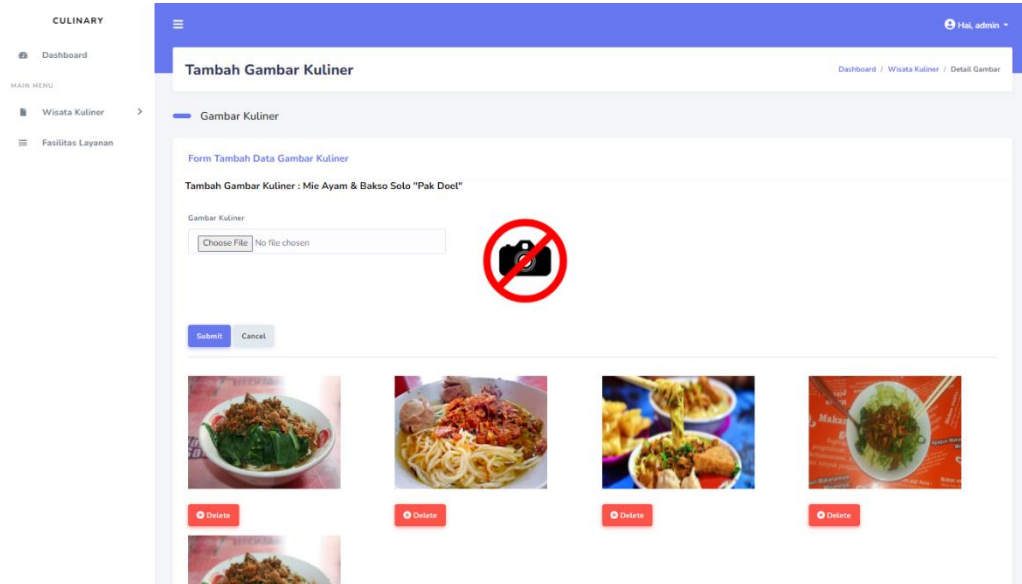 CULINARY
Hai, admin
Dashboard
MAIN MENU
Wisata Kuliner
Fasilitas Layanan
Tambah Gambar Kuliner
Dashboard / Wisata Kuliner / Detail Gambar
Gambar Kuliner
Form Tambah Data Gambar Kuliner
Tambah Gambar Kuliner : Mie Ayam & Bakso Solo "Pak Doel"
Gambar Kuliner
Choose File No file chosen
Submit Cancel
Delete Delete Delete Delete